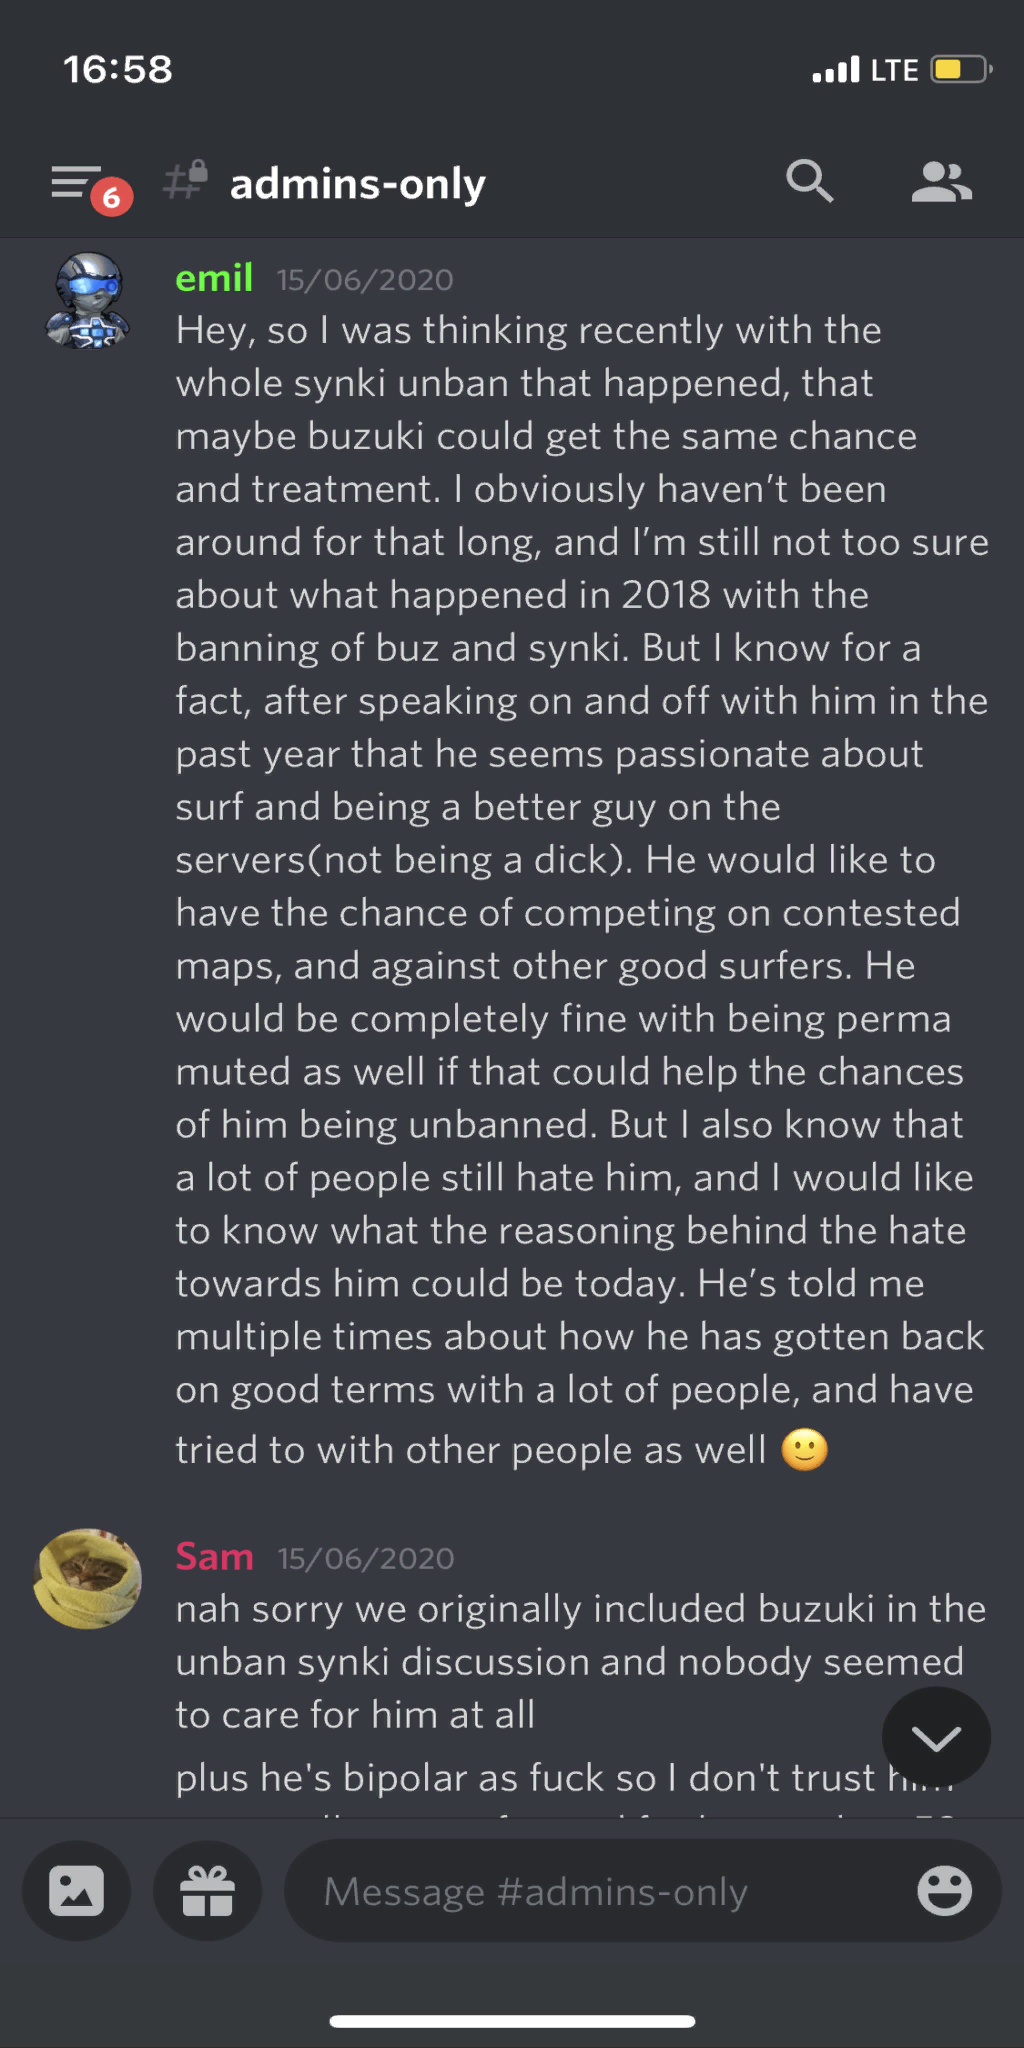 16:58
LTE
6
admins-only
emil 15/06/2020
Hey, so I was thinking recently with the
whole synki unban that happened, that
maybe buzuki could get the same chance
and treatment. I obviously haven’t been
around for that long, and I’m still not too sure
about what happened in 2018 with the
banning of buz and synki. But I know for a
fact, after speaking on and off with him in the
past year that he seems passionate about
surf and being a better guy on the
servers(not being a dick). He would like to
have the chance of competing on contested
maps, and against other good surfers. He
would be completely fine with being perma
muted as well if that could help the chances
of him being unbanned. But I also know that
a lot of people still hate him, and I would like
to know what the reasoning behind the hate
towards him could be today. He’s told me
multiple times about how he has gotten back
on good terms with a lot of people, and have
tried to with other people as well 🙂
Sam 15/06/2020
nah sorry we originally included buzuki in the
unban synki discussion and nobody seemed
to care for him at all
plus he's bipolar as fuck so I don't trust
Message #admins-only